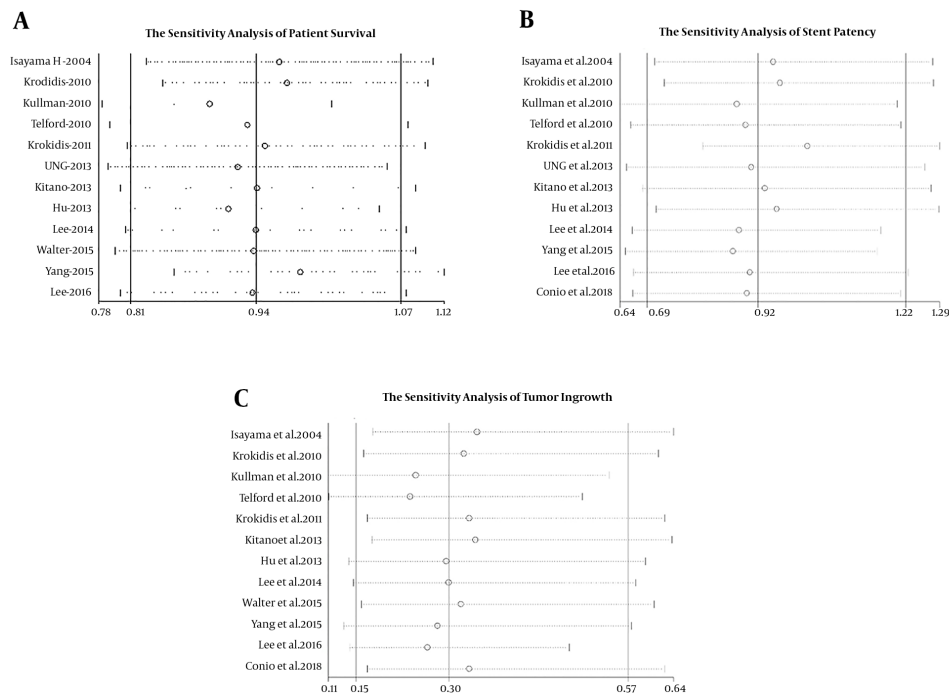 A
The Sensitivity Analysis of Patient Survival
Isayama H-2004
Krodidis-2010
Kullman-2010
Telford-2010
Krokidis-2011
UNG-2013
Kitano-2013
Hu-2013
Lee-2014
Walter-2015
Yang-2015
Lee-2016
0.78 0.81 0.94 1.07 1.12
B
The Sensitivity Analysis of Stent Patency
Isayama et al.2004
Krokidis et al.2010
Kullman et al.2010
Telford et al.2010
Krokidis et al.2011
UNG et al.2013
Kitano et al.2013
Hu et al.2013
Lee et al.2014
Yang et al.2015
Lee etal.2016
Conio et al.2018
0.64 0.69 0.92 1.22 1.29
C
The Sensitivity Analysis of Tumor Ingrowth
Isayama et al.2004
Krokidis et al.2010
Kullman et al.2010
Telford et al.2010
Krokidis et al.2011
Kitanoet al.2013
Hu et al.2013
Lee et al.2014
Walter et al.2015
Yang et al.2015
Lee et al.2016
Conio et al.2018
0.11 0.15 0.30 0.57 0.64